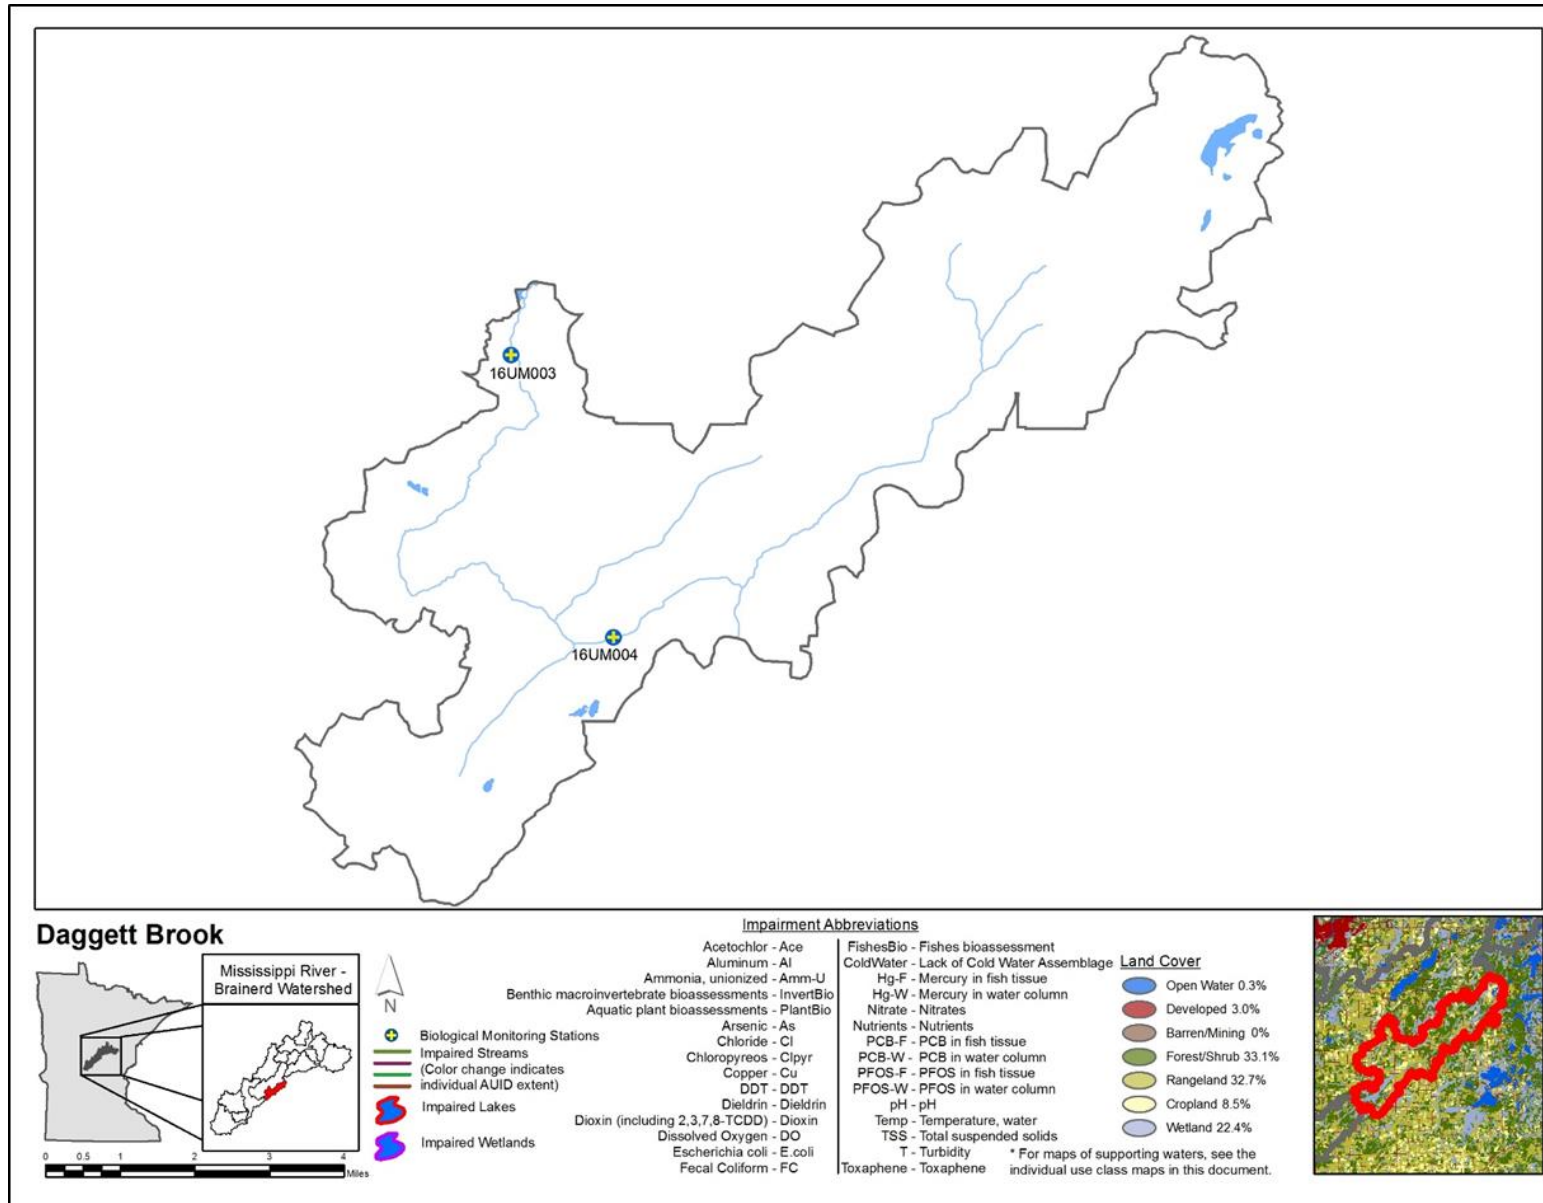 16UM003
16UM004
Daggett Brook
Mississippi River -
Brainerd Watershed
N
Biological Monitoring Stations
Impaired Streams
(Color change indicates
individual AUID extent)
Impaired Lakes
Impaired Wetlands
0 0.5 1 2 3 4
Miles
Impairment Abbreviations
Acetochlor - Ace
Aluminum - Al
Ammonia, unionized - Amm-U
Benthic macroinvertebrate bioassessments - InvertBio
Aquatic plant bioassessments - PlantBio
Arsenic - As
Chloride - Cl
Chloropyreos - Clpyr
Copper - Cu
DDT - DDT
Dieldrin - Dieldrin
Dioxin (including 2,3,7,8-TCDD) - Dioxin
Dissolved Oxygen - DO
Escherichia coli - E.coli
Fecal Coliform - FC
FishesBio - Fishes bioassessment
ColdWater - Lack of Cold Water Assemblage
Hg-F - Mercury in fish tissue
Hg-W - Mercury in water column
Nitrate - Nitrates
Nutrients - Nutrients
PCB-F - PCB in fish tissue
PCB-W - PCB in water column
PFOS-F - PFOS in fish tissue
PFOS-W - PFOS in water column
pH - pH
Temp - Temperature, water
TSS - Total suspended solids
T - Turbidity
Toxaphene - Toxaphene
Land Cover
Open Water 0.3%
Developed 3.0%
Barren/Mining 0%
Forest/Shrub 33.1%
Rangeland 32.7%
Cropland 8.5%
Wetland 22.4%
* For maps of supporting waters, see the
individual use class maps in this document.